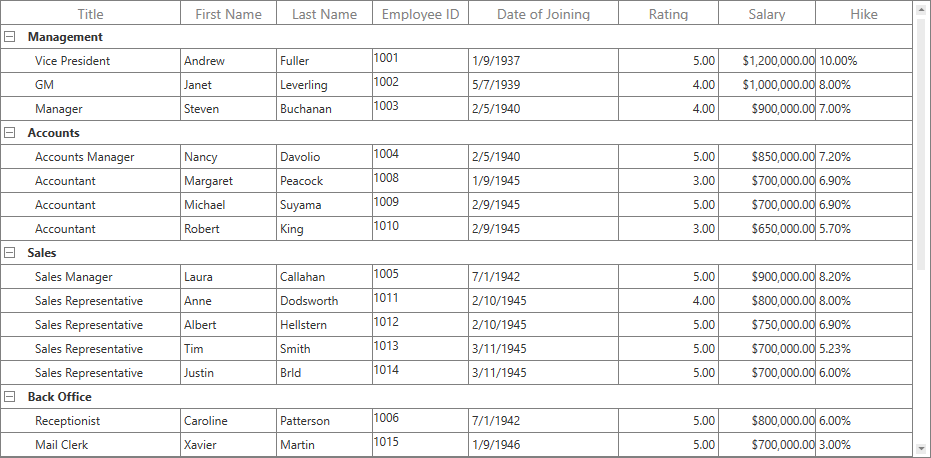 Title First Name Last Name Employee ID Date of Joining Rating Salary Hike
Management
Vice President Andrew Fuller 1001 1/9/1937 5.00 $1,200,000.00 10.00%
GM Janet Leverling 1002 5/7/1939 4.00 $1,000,000.00 8.00%
Manager Steven Buchanan 1003 2/5/1940 4.00 $900,000.00 7.00%
Accounts
Accounts Manager Nancy Davolio 1004 2/5/1940 5.00 $850,000.00 7.20%
Accountant Margaret Peacock 1008 1/9/1945 3.00 $700,000.00 6.90%
Accountant Michael Suyama 1009 2/9/1945 5.00 $700,000.00 6.90%
Accountant Robert King 1010 2/9/1945 3.00 $650,000.00 5.70%
Sales
Sales Manager Laura Callahan 1005 7/1/1942 5.00 $900,000.00 8.20%
Sales Representative Anne Dodsworth 1011 2/10/1945 4.00 $800,000.00 8.00%
Sales Representative Albert Hellstern 1012 2/10/1945 5.00 $750,000.00 6.90%
Sales Representative Tim Smith 1013 3/11/1945 5.00 $700,000.00 5.23%
Sales Representative Justin Brld 1014 3/11/1945 5.00 $700,000.00 6.00%
Back Office
Receptionist Caroline Patterson 1006 7/1/1942 5.00 $800,000.00 6.00%
Mail Clerk Xavier Martin 1015 1/9/1946 5.00 $700,000.00 3.00%